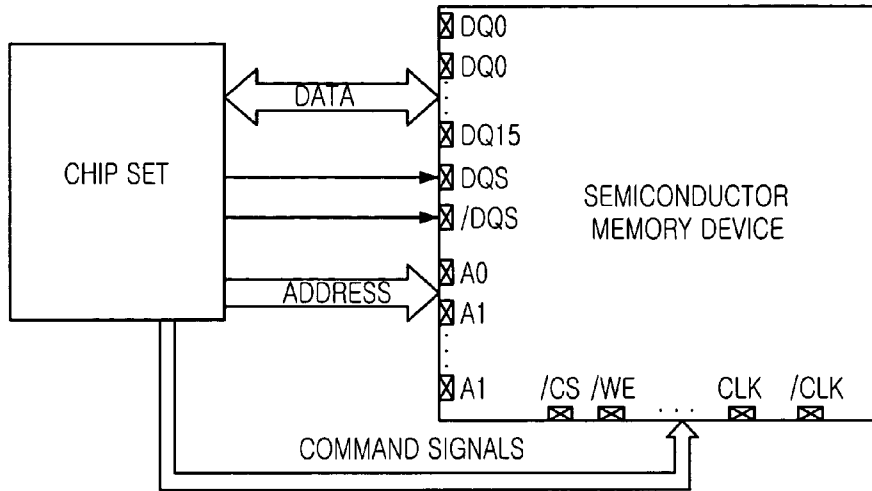 CHIP SET
DATA
ADDRESS
COMMAND SIGNALS
DQ0
DQ0
DQ15
DQS
/DQS
A0
A1
A1
SEMICONDUCTOR
MEMORY DEVICE
/CS /WE ... CLK /CLK